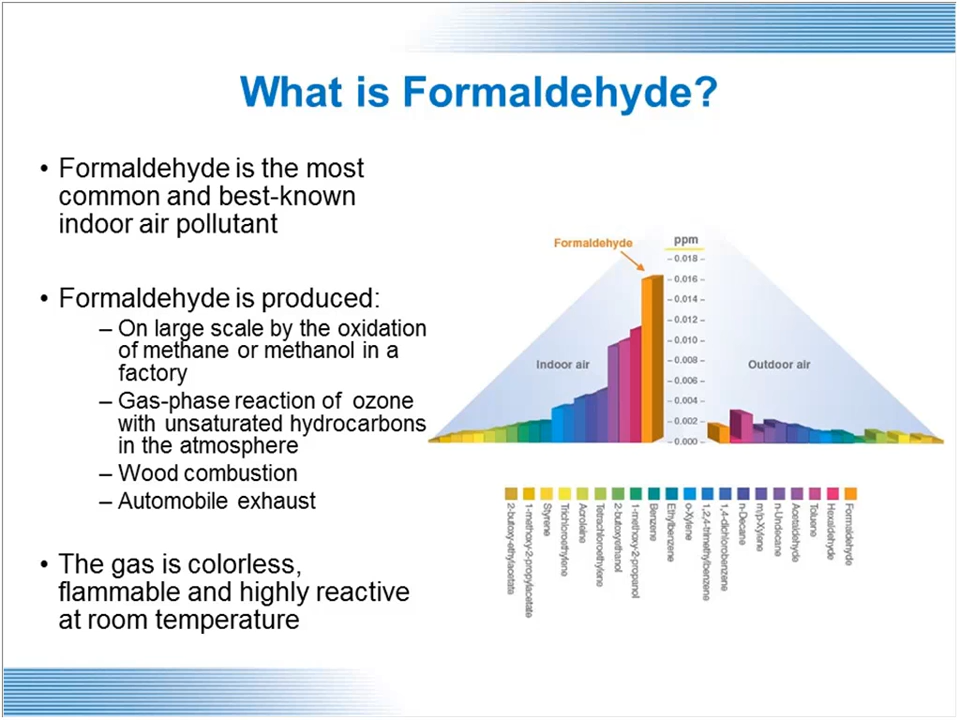 What is Formaldehyde?
• Formaldehyde is the most
common and best-known
indoor air pollutant
• Formaldehyde is produced:
– On large scale by the oxidation
of methane or methanol in a
factory
– Gas-phase reaction of ozone
with unsaturated hydrocarbons
in the atmosphere
– Wood combustion
– Automobile exhaust
• The gas is colorless,
flammable and highly reactive
at room temperature
Formaldehyde
ppm
– 0.018 –
– 0.016 –
– 0.014 –
– 0.012 –
– 0.010 –
– 0.008 –
– 0.006 –
– 0.004 –
– 0.002 –
– 0.000 –
Indoor air
Outdoor air
2-butoxy-ethylacetate
1-methoxy-2-propylacetate
Styrene
Trichloroethylene
Acroleine
Tetrachloroethylene
2-butoxyethanol
1-methoxy-2-propanol
Benzene
Ethylbenzene
o-Xylene
1,2,4-trimethylbenzene
1,4-dichlorobenzene
n-Decane
m/p-Xylene
n-Undecane
Acetaldehyde
Toluene
Hexaldehyde
Formaldehyde